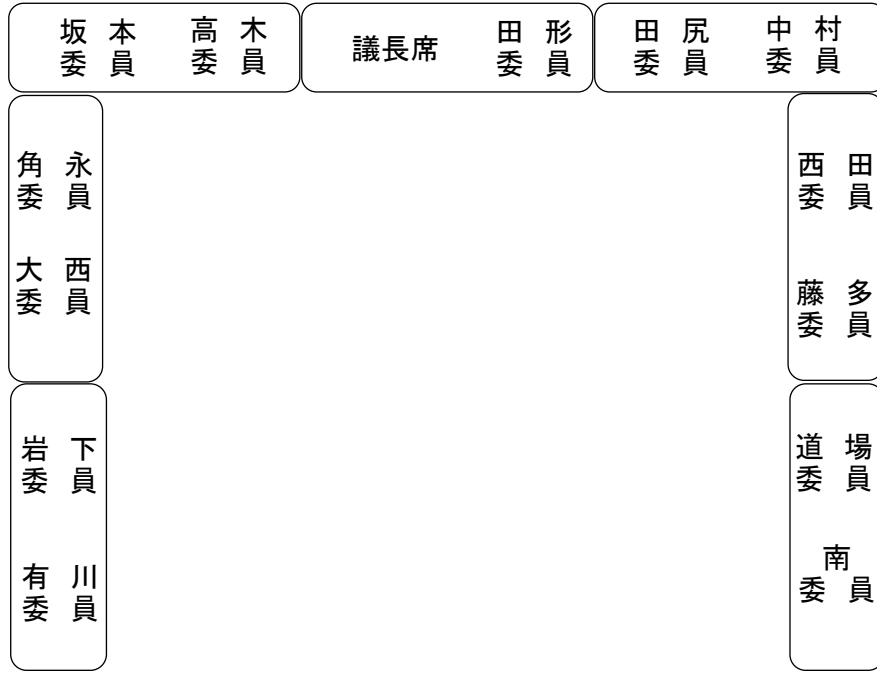 坂本 高木 議長席 田形 田尻 中村
委員 委員 委員 委員 委員
角永 西田
委員 委員
大西 藤多
委員 委員
岩下 道場
委員 委員
有川 南
委員 委員